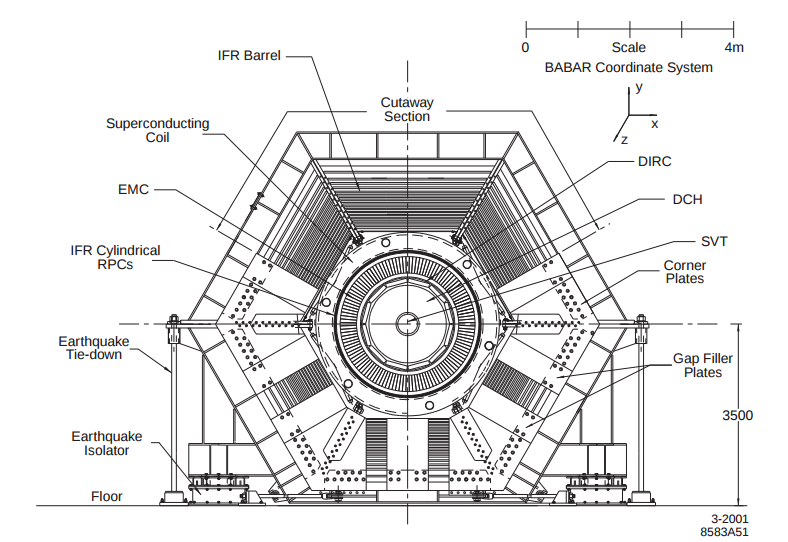 0 Scale 4m
BABAR Coordinate System
y
x
z
IFR Barrel
Cutaway
Section
Superconducting
Coil
DIRC
EMC
DCH
SVT
IFR Cylindrical
RPCs
Corner
Plates
Earthquake
Tie-down
Gap Filler
Plates
3500
Earthquake
Isolator
Floor
3-2001
8583A51